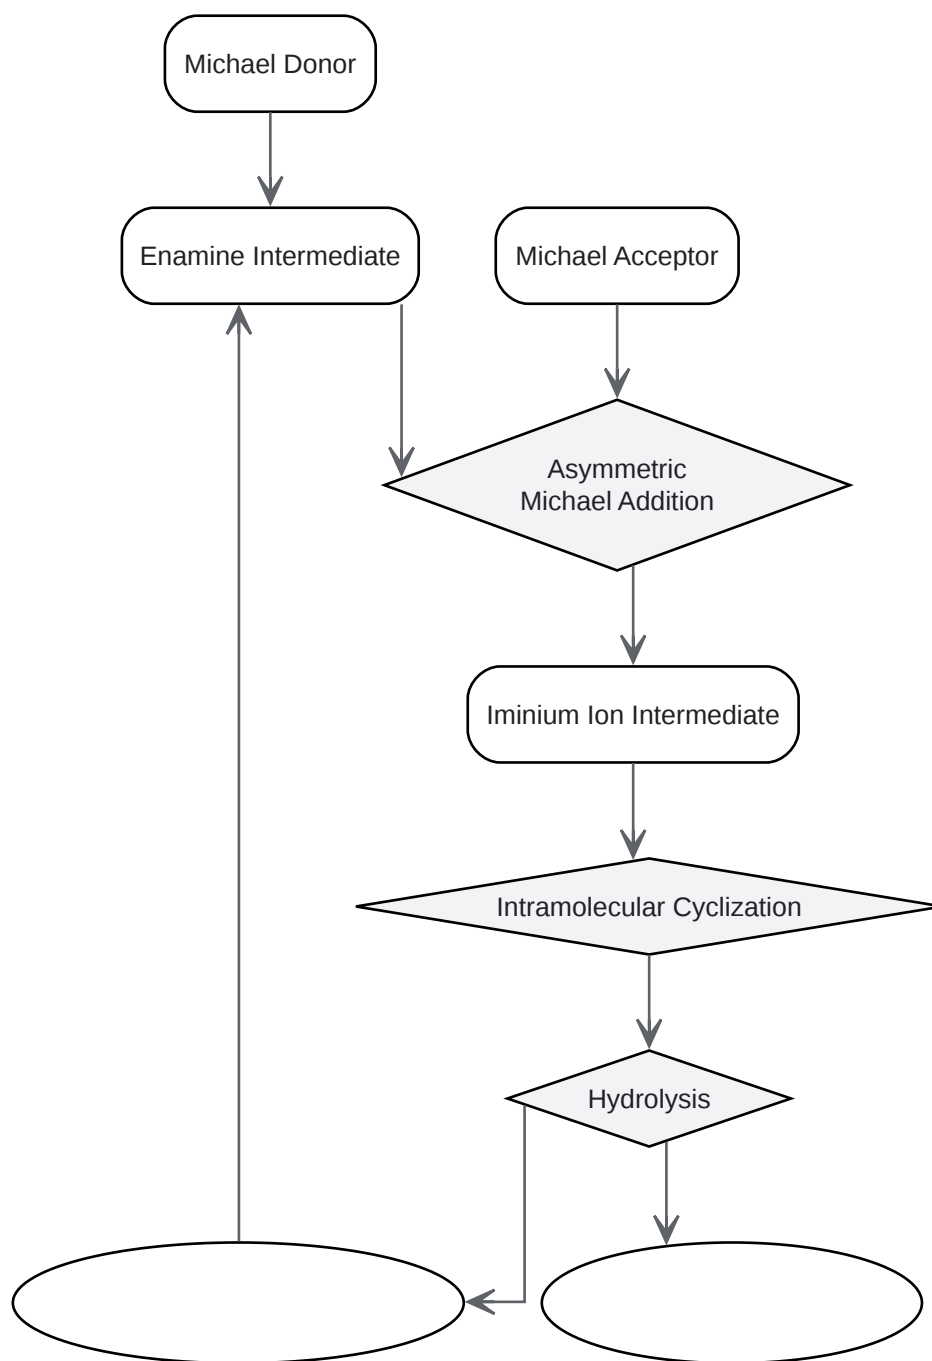 Michael Donor
Enamine Intermediate
Michael Acceptor
Asymmetric
Michael Addition
Iminium Ion Intermediate
Intramolecular Cyclization
Hydrolysis